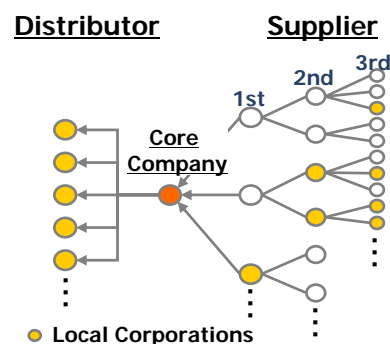 Distributor
Supplier
3rd
2nd
1st
Core
Company
Local Corporations